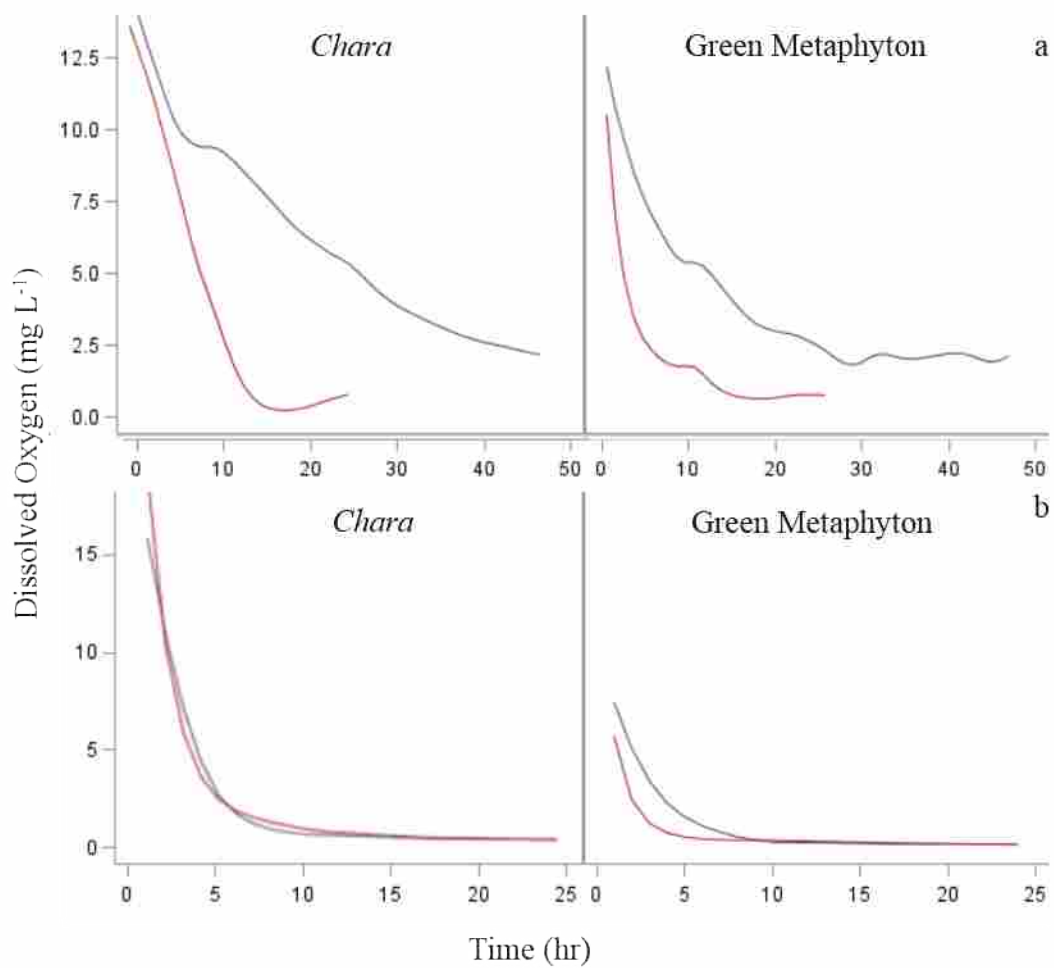 Chara
Green Metaphyton
a
12.5
10.0
7.5
5.0
2.5
0.0
0 10 20 30 40 50
0 10 20 30 40 50
Dissolved Oxygen (mg L-1)
Chara
Green Metaphyton
b
15
10
5
0
0 5 10 15 20 25
0 5 10 15 20 25
Time (hr)